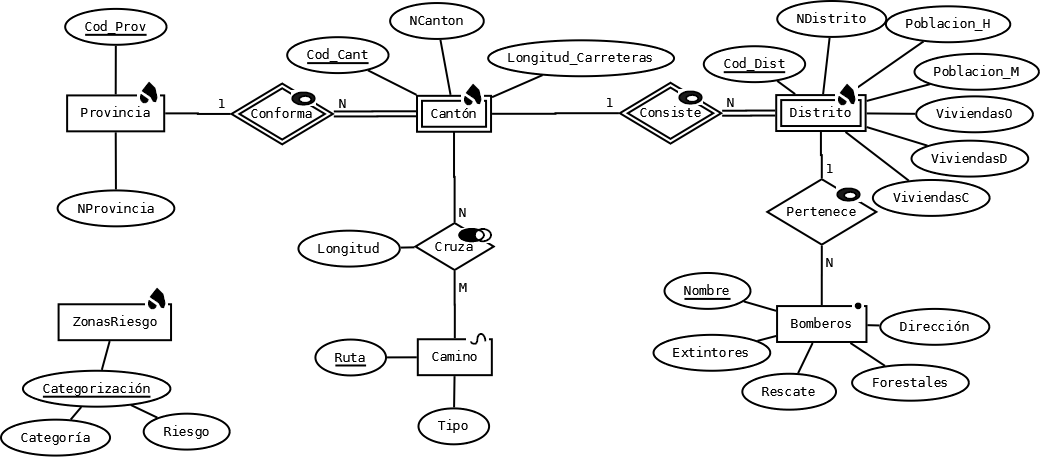 NCanton
NDistrito
Poblacion_H
Cod_Prov
Cod_Cant
Longitud_Carreteras
Cod_Dist
Poblacion_M
1
N
1
N
Provincia
Conforma
Cantón
Consiste
Distrito
ViviendasO
ViviendasD
1
ViviendasC
NProvincia
N
Pertenece
Longitud
Cruza
N
M
Nombre
ZonasRiesgo
Bomberos
Dirección
Ruta
Camino
Extintores
Categorización
Rescate
Forestales
Categoría
Riesgo
Tipo